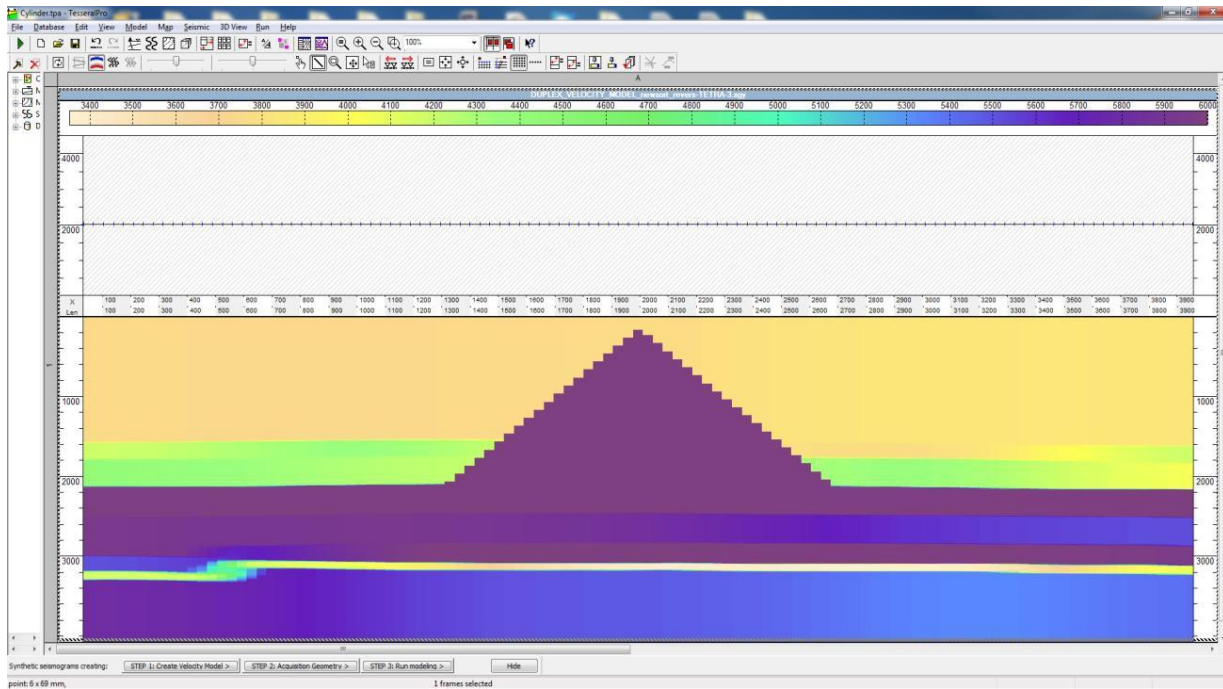 Cylinder.tpa - TesseralPro
File Database Edit View Model Map Seismic 3D View Run Help
100%
A
3400 3500 3600 3700 3800 3900 4000 4100 4200 4300 4400 4500 4600 4700 4800 4900 5000 5100 5200 5300 5400 5500 5600 5700 5800 5900 6000
4000 4000
2000 2000
X 100 200 300 400 500 600 700 800 900 1000 1100 1200 1300 1400 1500 1600 1700 1800 1900 2000 2100 2200 2300 2400 2500 2600 2700 2800 2900 3000 3100 3200 3300 3400 3500 3600 3700 3800 3900
Len 100 200 300 400 500 600 700 800 900 1000 1100 1200 1300 1400 1500 1600 1700 1800 1900 2000 2100 2200 2300 2400 2500 2600 2700 2800 2900 3000 3100 3200 3300 3400 3500 3600 3700 3800 3900
1000 1000
2000 2000
3000 3000
Synthetic seismograms creating: STEP 1: Create Velocity Model > STEP 2: Acquisition Geometry > STEP 3: Run modeling > Hide
point: 6 x 69 mm, 1 frames selected